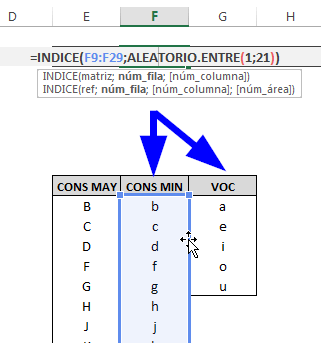 D E F G H
=INDICE(F9:F29;ALEATORIO.ENTRE(1;21))
INDICE(matriz; núm_fila; [núm_columna])
INDICE(ref; núm_fila; [núm_columna]; [núm_área])
CONS MAY CONS MIN VOC
B b a
C c e
D d i
F f o
G g u
H h
J j